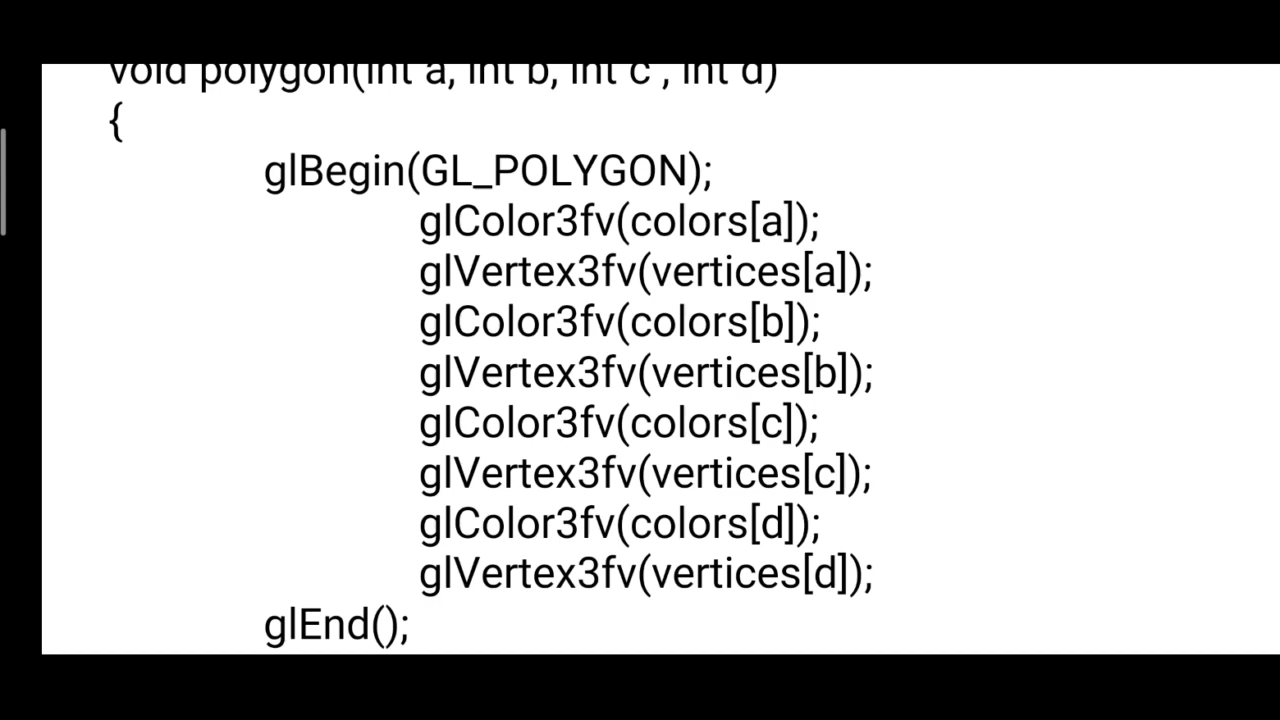 void polygon(int a, int b, int c , int d)
{
glBegin(GL_POLYGON);
glColor3fv(colors[a]);
glVertex3fv(vertices[a]);
glColor3fv(colors[b]);
glVertex3fv(vertices[b]);
glColor3fv(colors[c]);
glVertex3fv(vertices[c]);
glColor3fv(colors[d]);
glVertex3fv(vertices[d]);
glEnd();